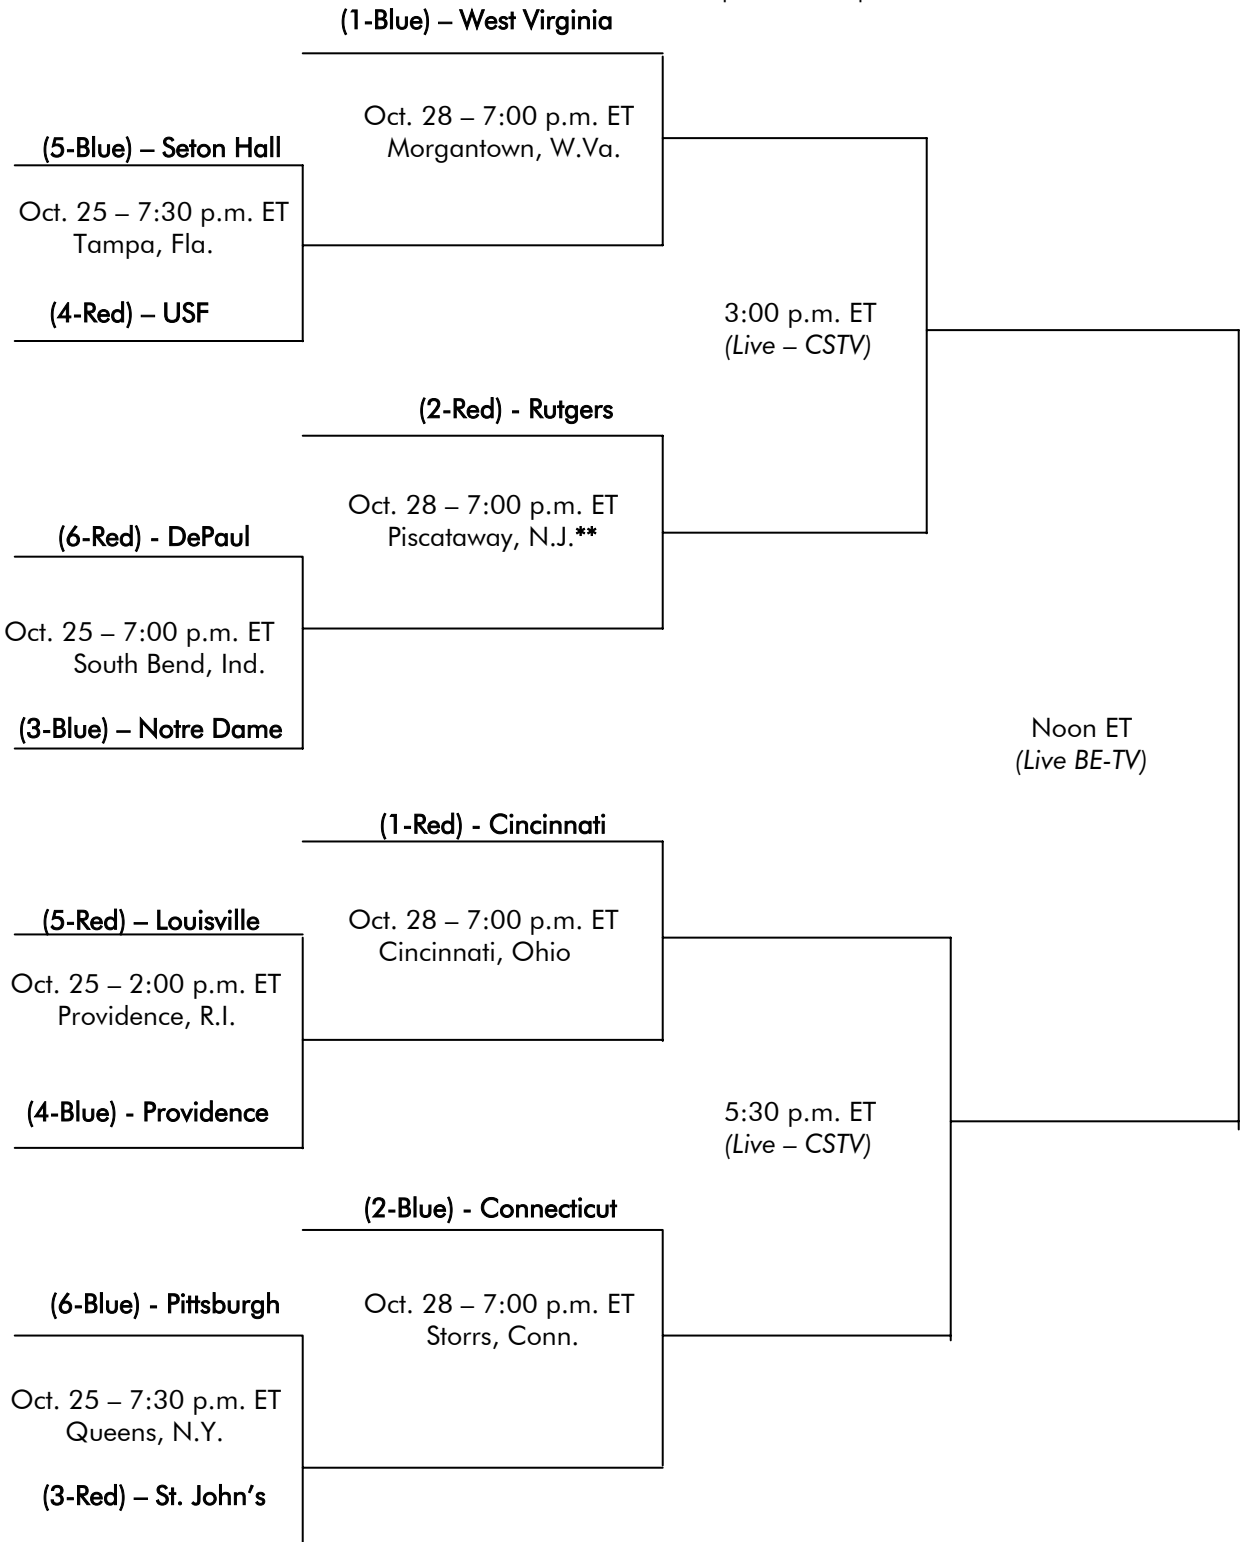 (1-Blue) – West Virginia
Oct. 28 – 7:00 p.m. ET
Morgantown, W.Va.
(5-Blue) – Seton Hall
Oct. 25 – 7:30 p.m. ET
Tampa, Fla.
(4-Red) – USF
3:00 p.m. ET
(Live – CSTV)
(2-Red) - Rutgers
Oct. 28 – 7:00 p.m. ET
Piscataway, N.J.**
(6-Red) - DePaul
Oct. 25 – 7:00 p.m. ET
South Bend, Ind.
(3-Blue) – Notre Dame
Noon ET
(Live BE-TV)
(1-Red) - Cincinnati
(5-Red) – Louisville
Oct. 28 – 7:00 p.m. ET
Cincinnati, Ohio
Oct. 25 – 2:00 p.m. ET
Providence, R.I.
(4-Blue) - Providence
5:30 p.m. ET
(Live – CSTV)
(2-Blue) - Connecticut
(6-Blue) - Pittsburgh
Oct. 28 – 7:00 p.m. ET
Storrs, Conn.
Oct. 25 – 7:30 p.m. ET
Queens, N.Y.
(3-Red) – St. John's